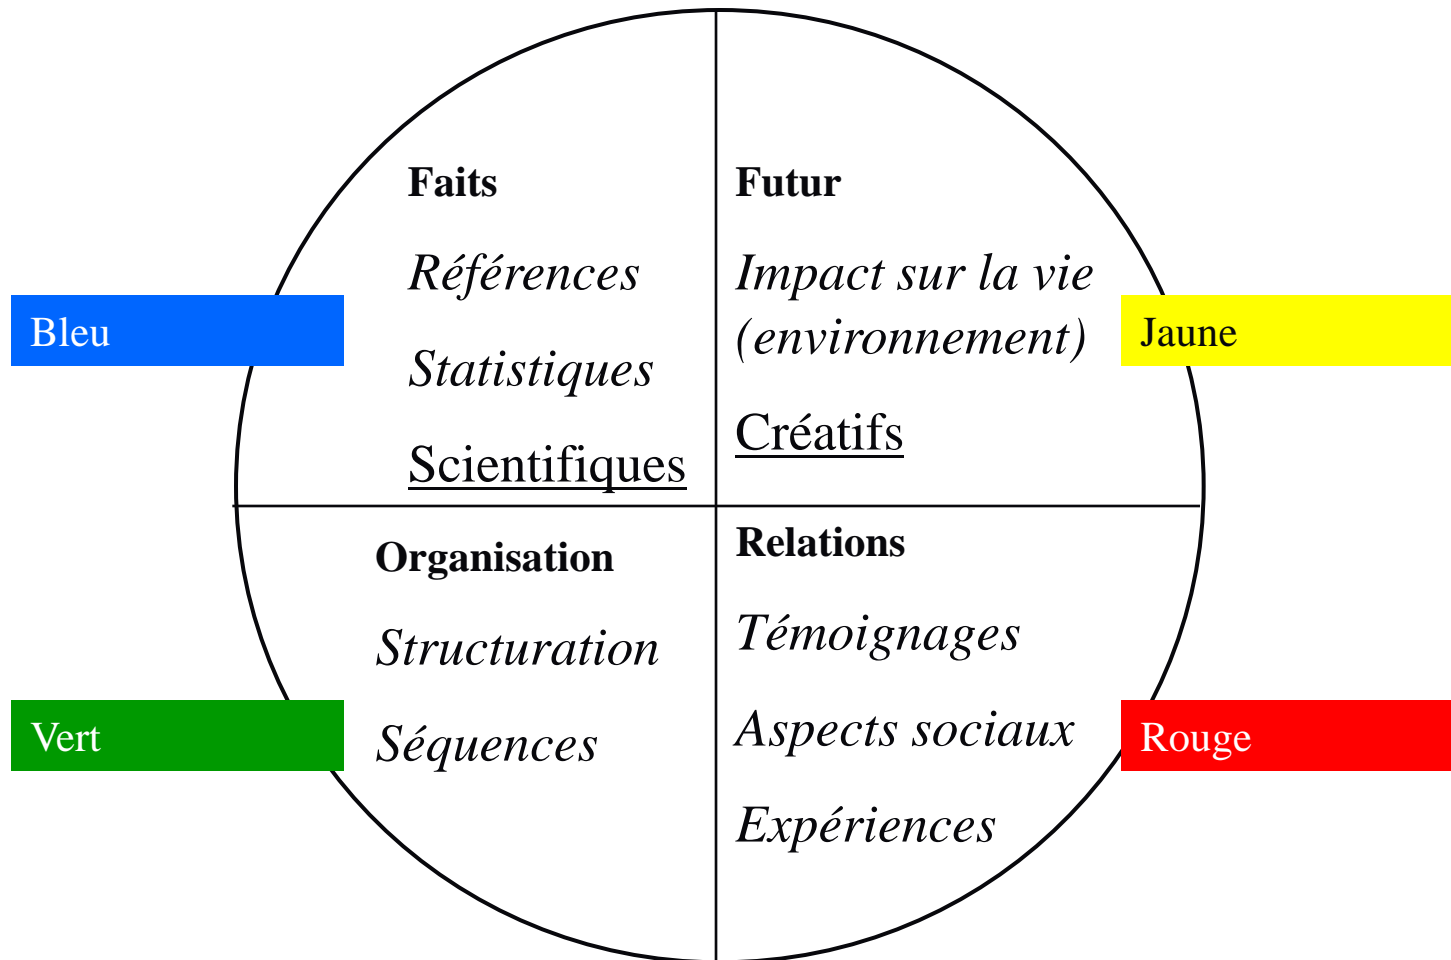 Faits
Références
Statistiques
Scientifiques
Bleu
Futur
Impact sur la vie
(environnement)
Créatifs
Jaune
Organisation
Structuration
Séquences
Vert
Relations
Témoignages
Aspects sociaux
Expériences
Rouge